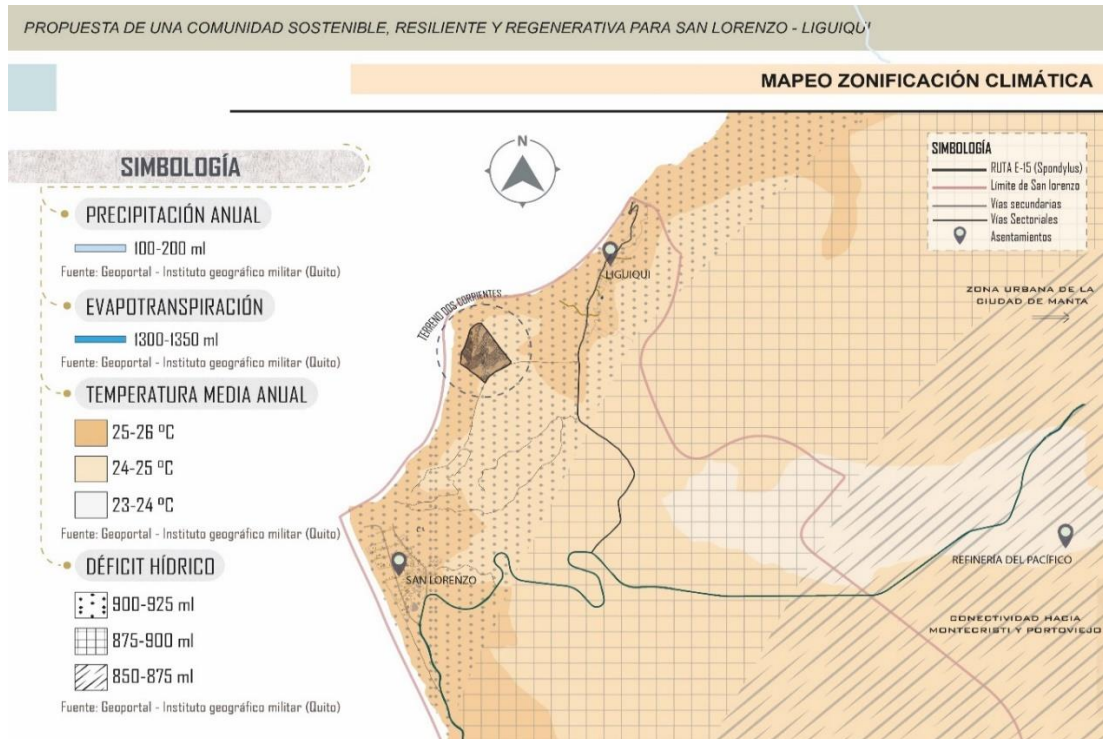 PROPUESTA DE UNA COMUNIDAD SOSTENIBLE, RESILIENTE Y REGENERATIVA PARA SAN LORENZO - LIGUIQUI
MAPEO ZONIFICACIÓN CLIMÁTICA
SIMBOLOGÍA
PRECIPITACIÓN ANUAL
100-200 ml
Fuente: Geoportal - Instituto geográfico militar (Quito)
EVAPOTRANSPIRACIÓN
1300-1350 ml
Fuente: Geoportal - Instituto geográfico militar (Quito)
TEMPERATURA MEDIA ANUAL
25-26 ºC
24-25 ºC
23-24 ºC
Fuente: Geoportal - Instituto geográfico militar (Quito)
DÉFICIT HÍDRICO
900-925 ml
875-900 ml
850-875 ml
Fuente: Geoportal - Instituto geográfico militar (Quito)
N
SIMBOLOGÍA
RUTA E-15 (Spondylus)
Límite de San lorenzo
Vías secundarias
Vías Sectoriales
Asentamientos
LIGUIQUI
ZONA URBANA DE LA
CIUDAD DE MANTA
TERRENO DOS CORRIENTES
SAN LORENZO
REFINERÍA DEL PACÍFICO
CONECTIVIDAD HACIA
MONTECRISTI Y PORTOVIEJO